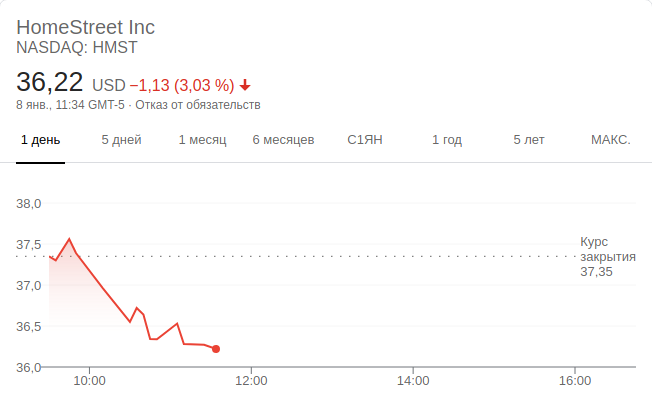 HomeStreet Inc
NASDAQ: HMST
36,22 USD −1,13 (3,03 %)
8 янв., 11:34 GMT-5 · Отказ от обязательств
1 день 5 дней 1 месяц 6 месяцев С1ЯН 1 год 5 лет МАКС.
38,0
37,5
Курс
закрытия
37,35
37,0
36,5
36,0
10:00 12:00 14:00 16:00